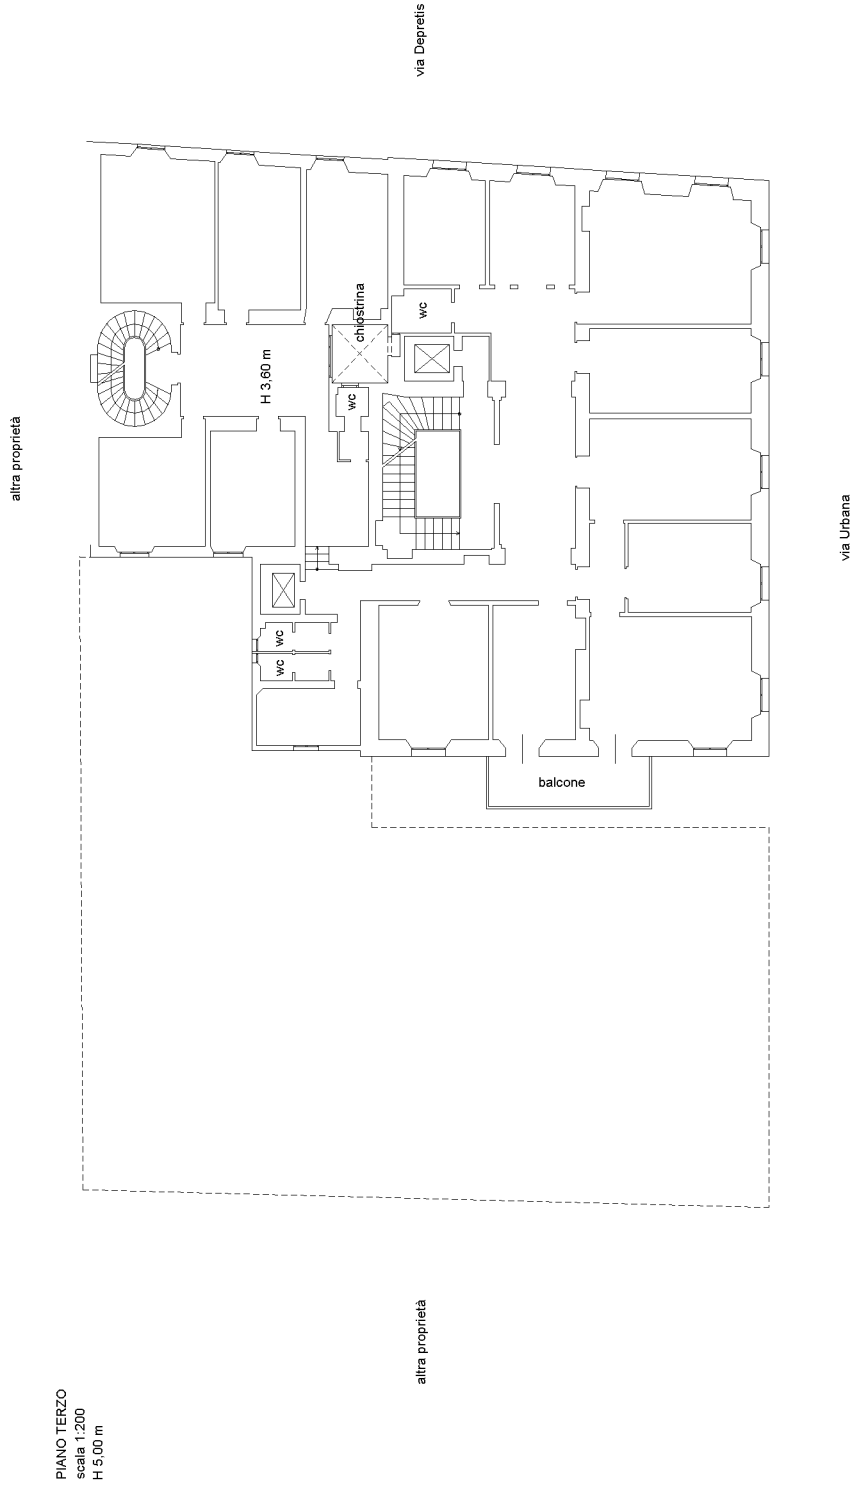 via Depretis
chiostrina
wc
H 3,60 m
wc
altra proprietà
via Urbana
wc
wc
balcone
altra proprietà
PIANO TERZO
scala 1:200
H 5,00 m